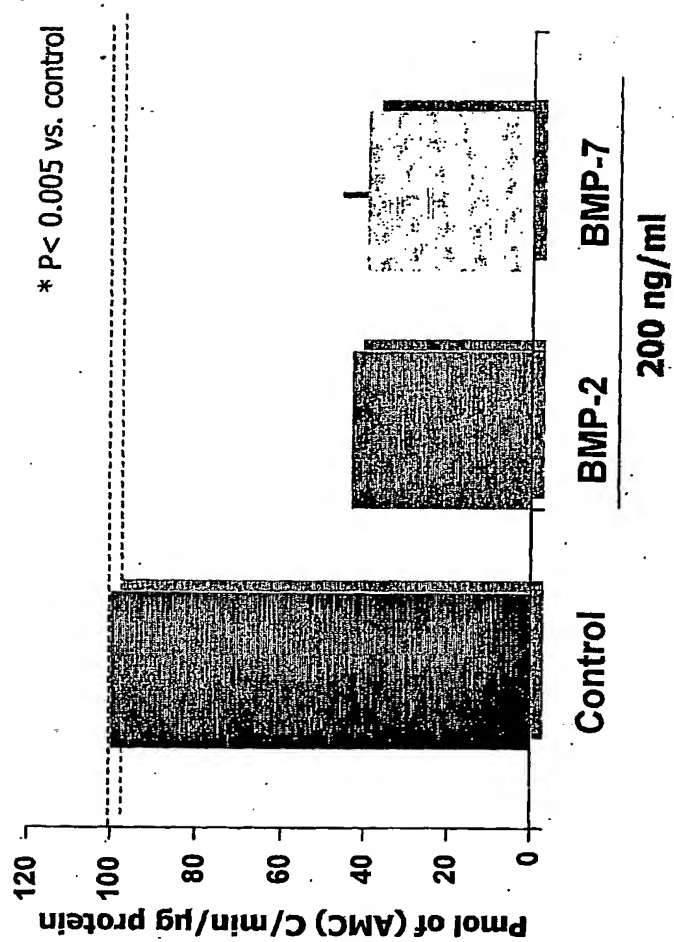 * P< 0.005 vs. control
120
100
80
60
40
20
0
Pmol of (AMC) C/min/µg protein
Control
BMP-2
BMP-7
200 ng/ml